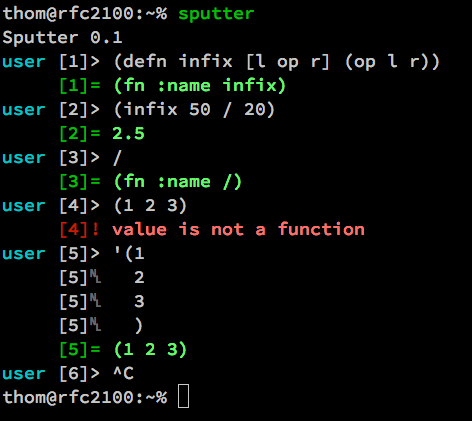 thom@rfc2100:~% sputter
Sputter 0.1
user [1]> (defn infix [l op r] (op l r))
     [1]= (fn :name infix)
user [2]> (infix 50 / 20)
     [2]= 2.5
user [3]> /
     [3]= (fn :name /)
user [4]> (1 2 3)
     [4]! value is not a function
user [5]> '(1
     [5]␤   2
     [5]␤   3
     [5]␤   )
     [5]= (1 2 3)
user [6]> ^C
thom@rfc2100:~%